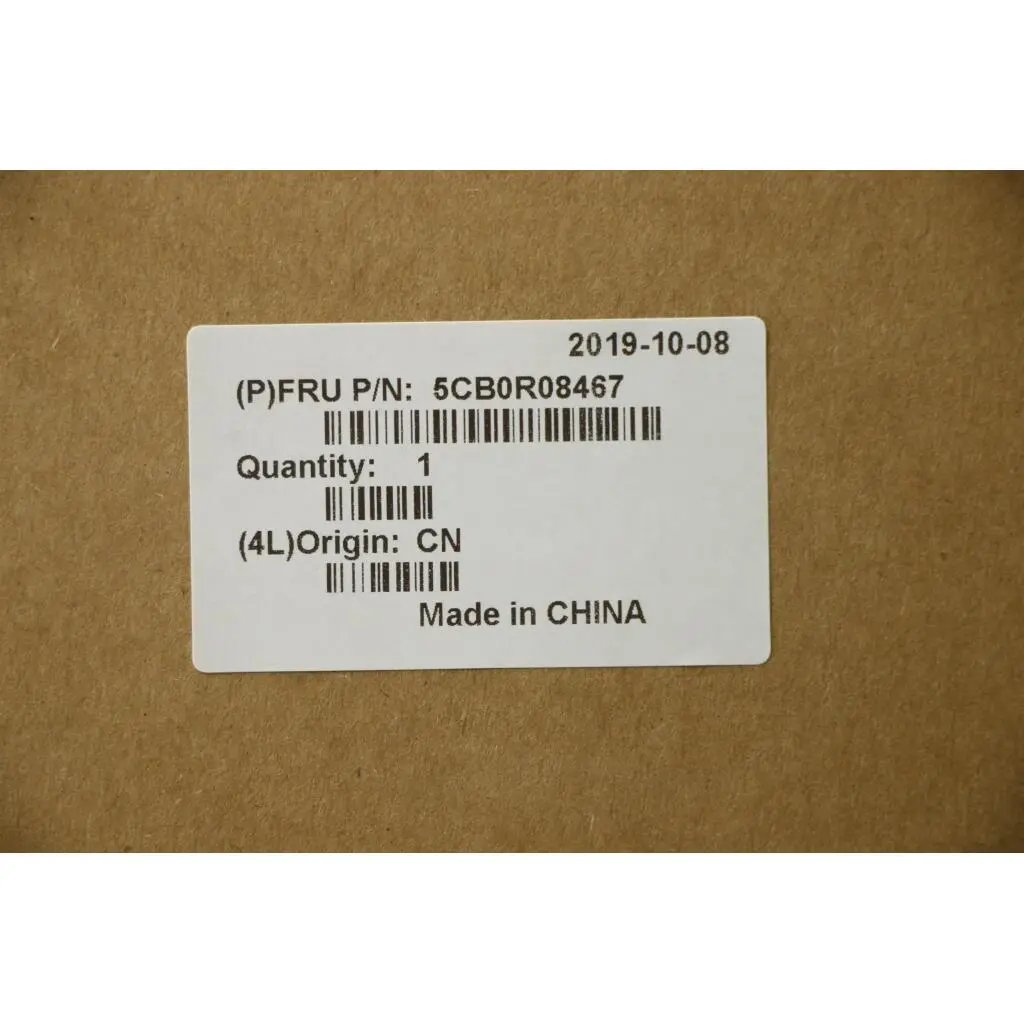 2019-10-08
(P)FRU P/N: 5CB0R08467
Quantity: 1
(4L)Origin: CN
Made in CHINA